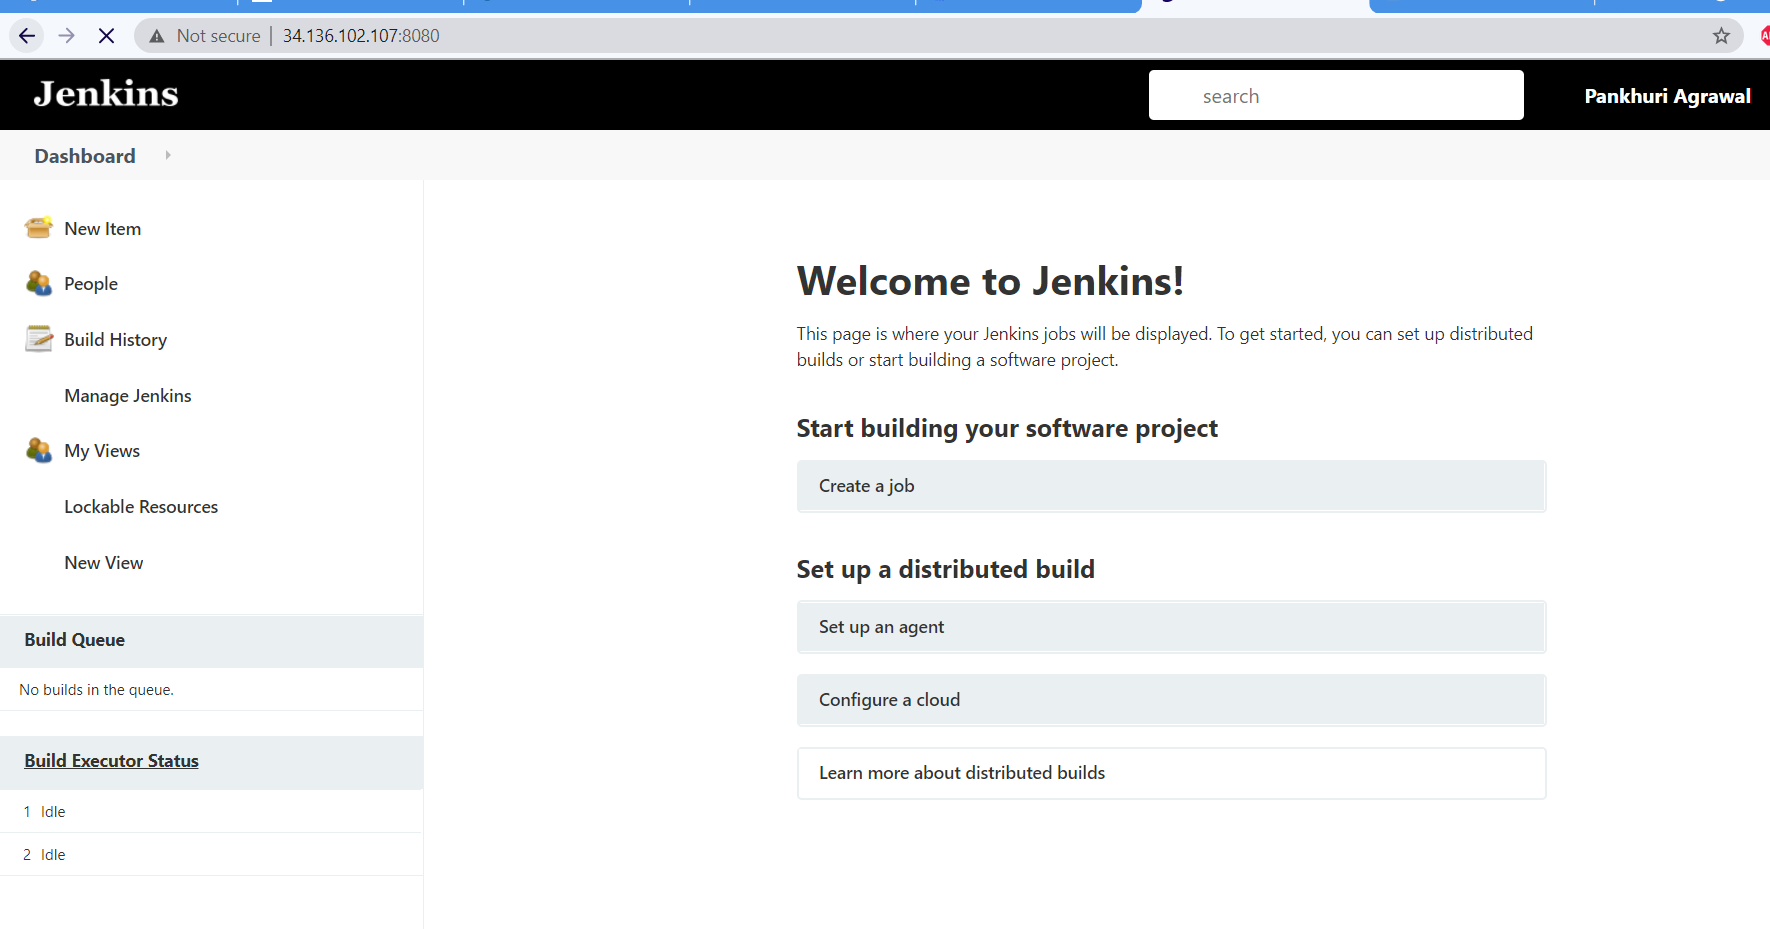 Not secure | 34.136.102.107:8080
Jenkins
search
Pankhuri Agrawal
Dashboard
New Item
People
Build History
Manage Jenkins
My Views
Lockable Resources
New View
Build Queue
No builds in the queue.
Build Executor Status
1 Idle
2 Idle
Welcome to Jenkins!
This page is where your Jenkins jobs will be displayed. To get started, you can set up distributed
builds or start building a software project.
Start building your software project
Create a job
Set up a distributed build
Set up an agent
Configure a cloud
Learn more about distributed builds